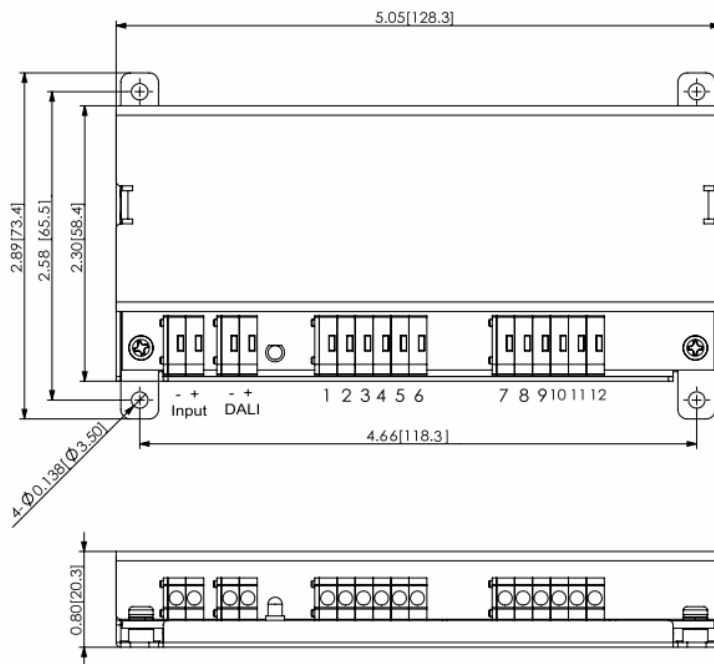 5.05[128.3]
2.89[73.4]
2.58 [65.5]
2.30[58.4]
- + - + 1 2 3 4 5 6 7 8 9 10 11 12
Input DALI
4.66[118.3]
4-Φ0.138[Φ3.50]
0.80[20.3]